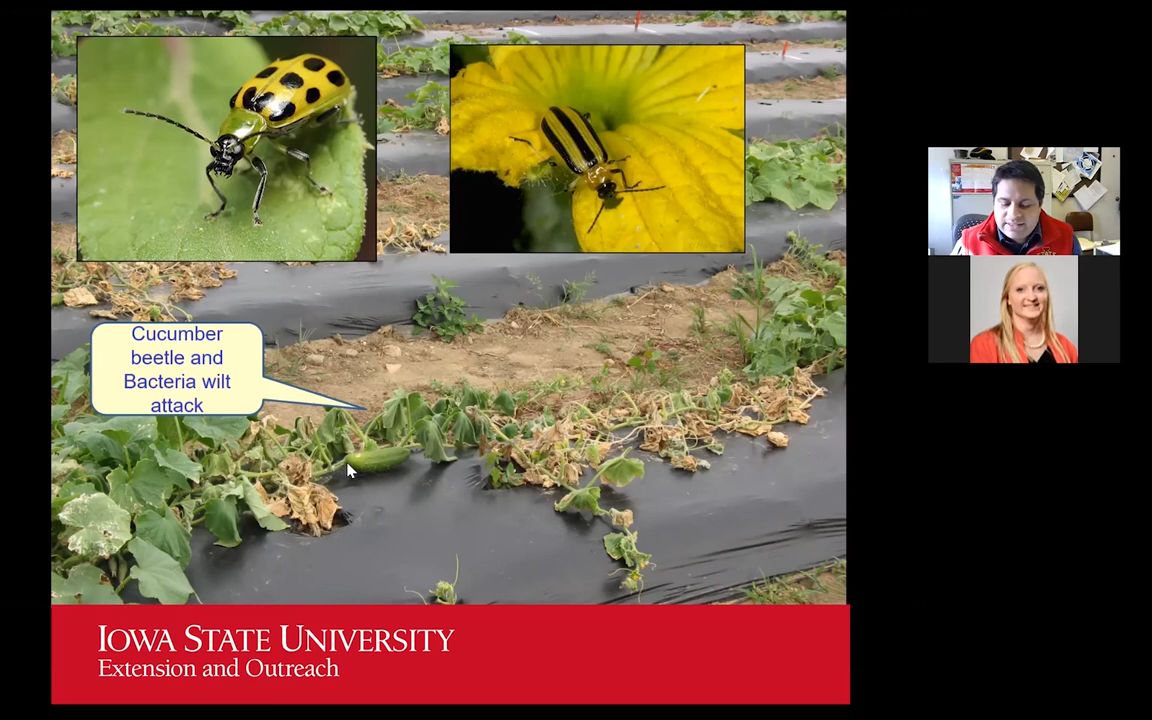 Cucumber
beetle and
Bacteria wilt
attack
IOWA STATE UNIVERSITY
Extension and Outreach